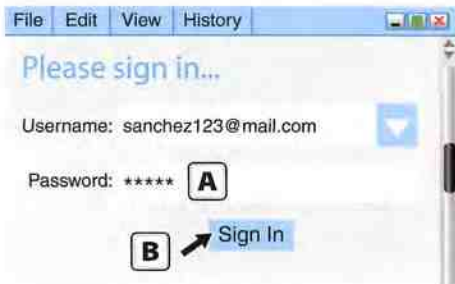 File Edit View History
Please sign in...
Username: sanchez123@mail.com
Password: ***** A
B Sign In